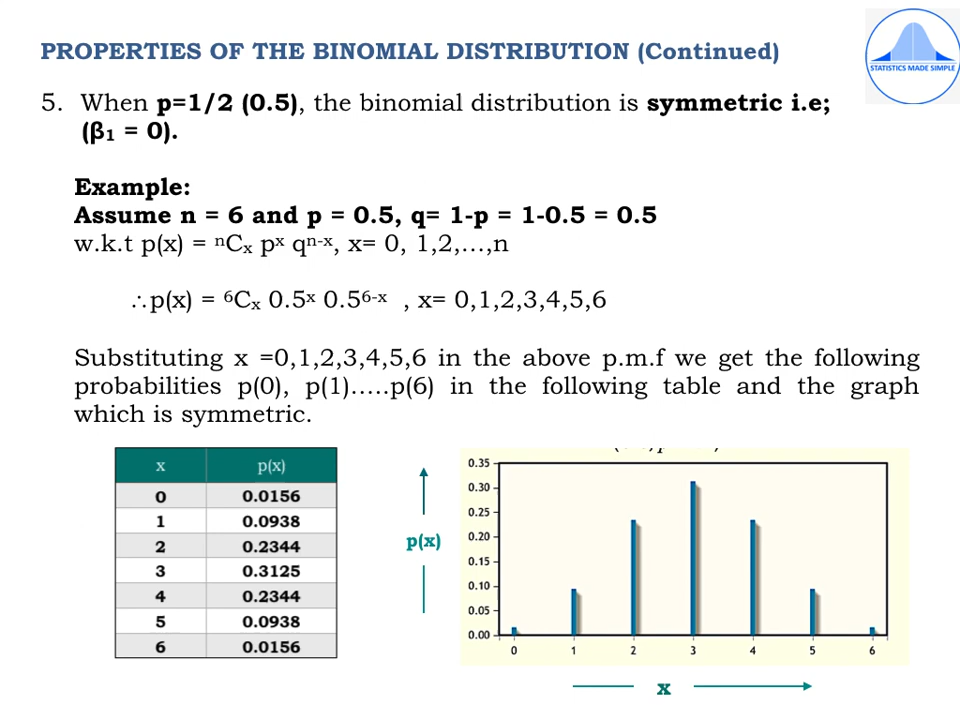 PROPERTIES OF THE BINOMIAL DISTRIBUTION (Continued)
STATISTICS MADE SIMPLE
5. When p=1/2 (0.5), the binomial distribution is symmetric i.e;
(β₁ = 0).
Example:
Assume n = 6 and p = 0.5, q= 1-p = 1-0.5 = 0.5
w.k.t p(x) = ⁿCₓ pˣ qⁿ⁻ˣ, x= 0, 1,2,...,n
∴p(x) = ⁶Cₓ 0.5ˣ 0.5⁶⁻ˣ , x= 0,1,2,3,4,5,6
Substituting x =0,1,2,3,4,5,6 in the above p.m.f we get the following
probabilities p(0), p(1).....p(6) in the following table and the graph
which is symmetric.
x p(x)
0 0.0156
1 0.0938
2 0.2344
3 0.3125
4 0.2344
5 0.0938
6 0.0156
p(x)
0.35
0.30
0.25
0.20
0.15
0.10
0.05
0.00
0 1 2 3 4 5 6
x